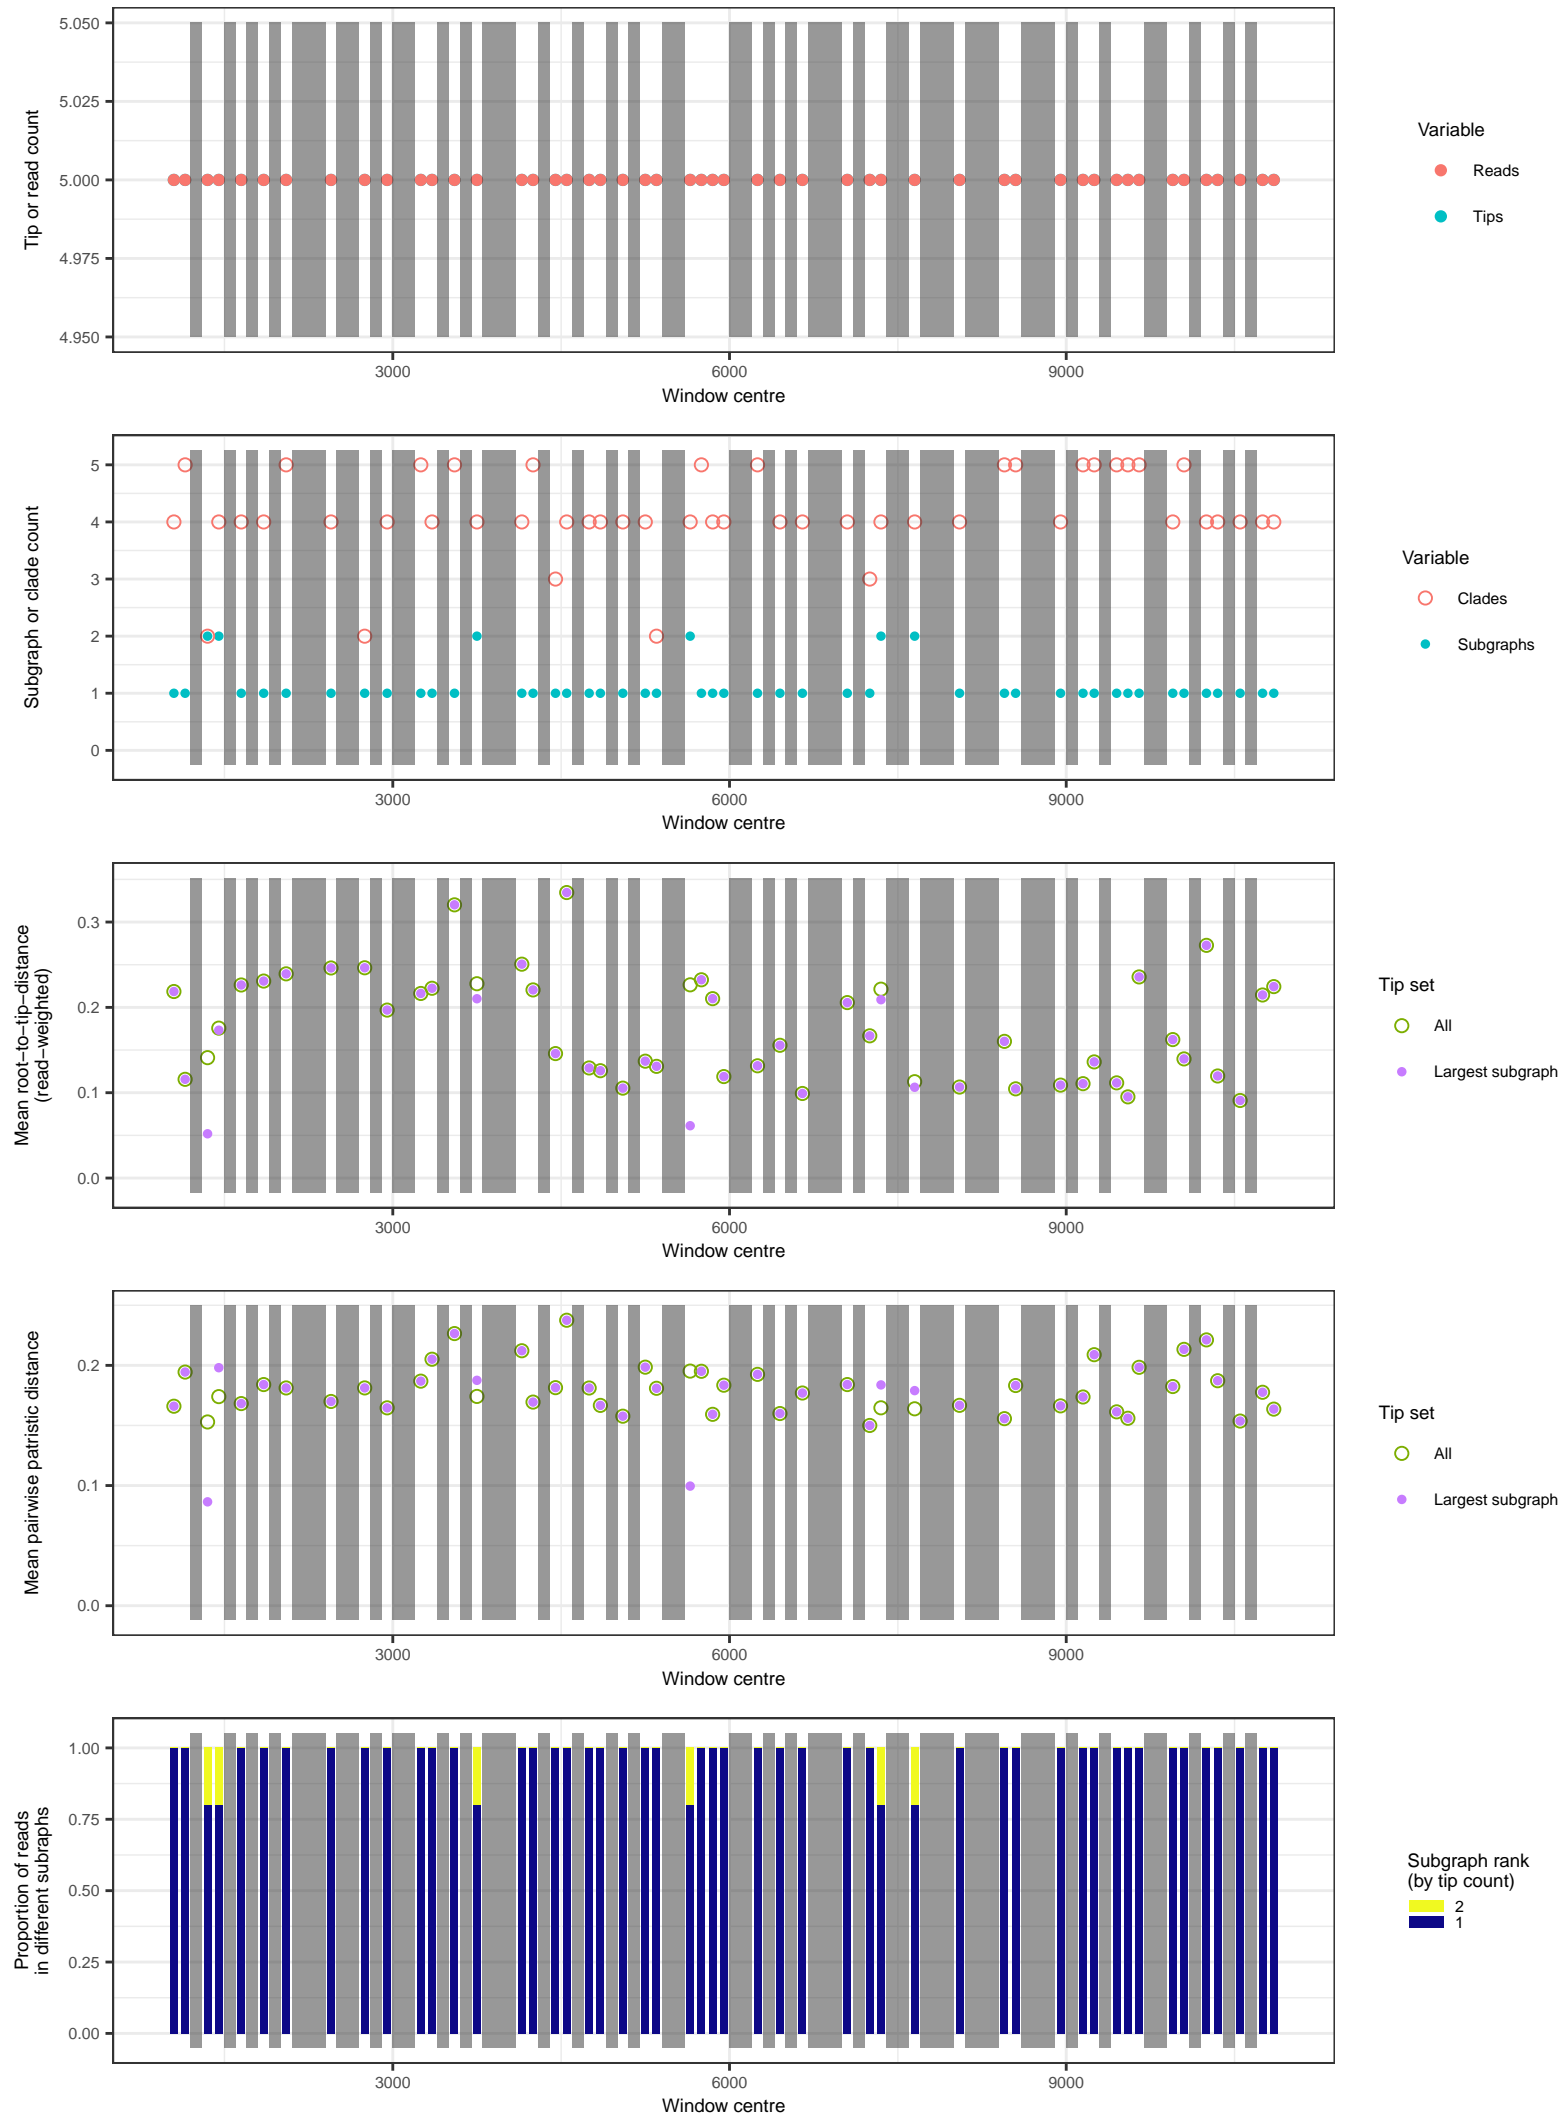 5.050
5.025
5.000
4.975
4.950
Tip or read count
3000
6000
9000
Window centre
Variable
Reads
Tips
5
4
3
2
1
0
Subgraph or clade count
3000
6000
9000
Window centre
Variable
Clades
Subgraphs
0.3
0.2
0.1
0.0
Mean root−to−tip−distance
(read−weighted)
3000
6000
9000
Window centre
Tip set
All
Largest subgraph
0.2
0.1
0.0
Mean pairwise patristic distance
3000
6000
9000
Window centre
Tip set
All
Largest subgraph
1.00
0.75
0.50
0.25
0.00
Proportion of reads
in different subraphs
3000
6000
9000
Window centre
Subgraph rank
(by tip count)
2
1